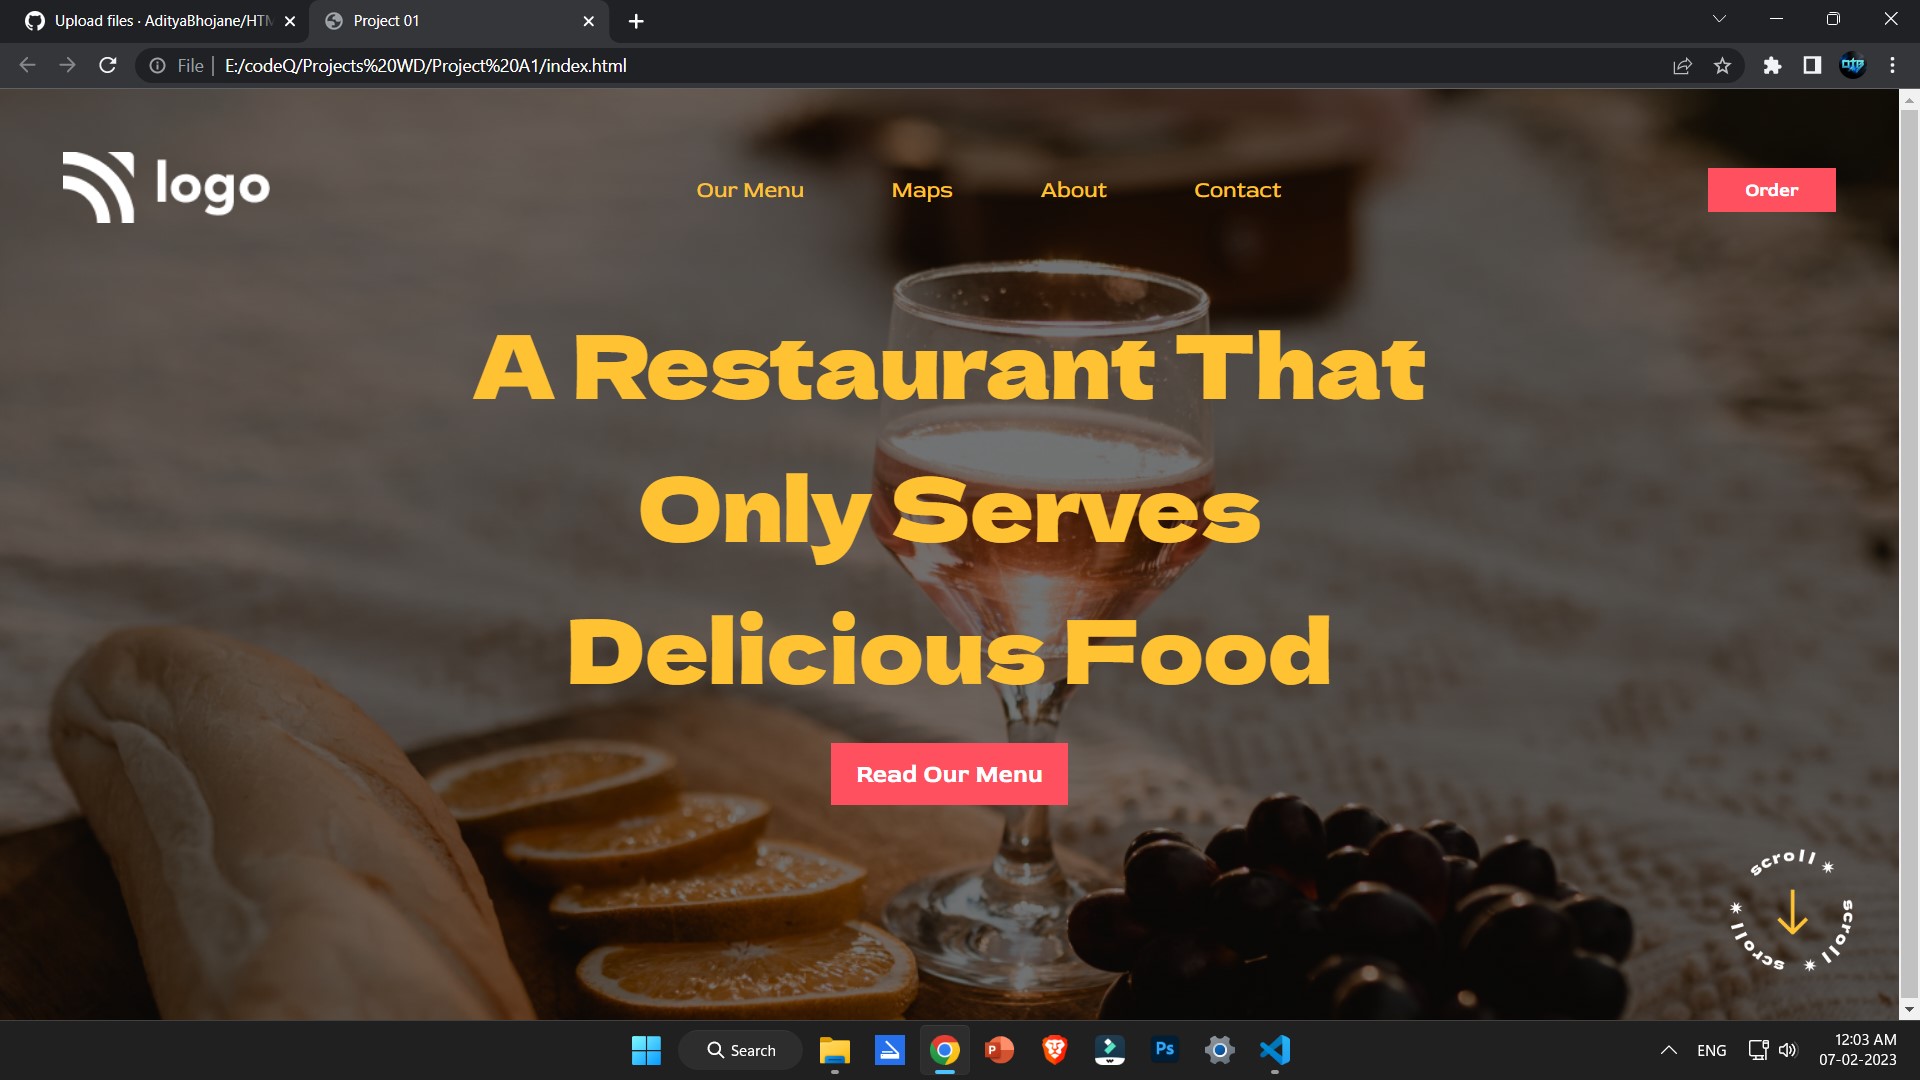 Upload files · AdityaBhojane/HTM
Project 01
File
E:/codeQ/Projects%20WD/Project%20A1/index.html
logo
Our Menu
Maps
About
Contact
Order
A Restaurant That
Only Serves
Delicious Food
Read Our Menu
scroll
scroll
scroll
Search
P
Ps
ENG
12:03 AM
07-02-2023